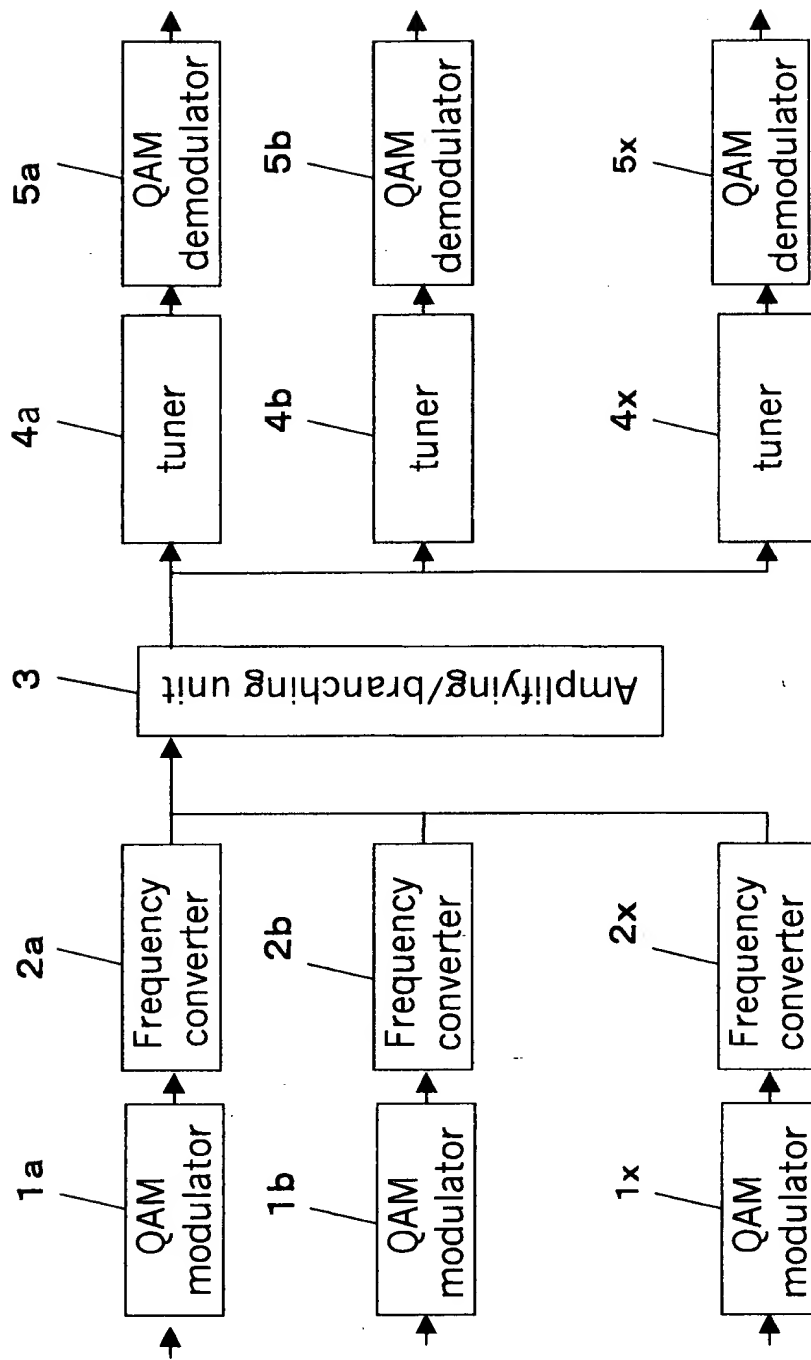 1a
2a
3
4a
5a
QAM
modulator
Frequency
converter
Amplifying/branching unit
tuner
QAM
demodulator
1b
2b
4b
5b
QAM
modulator
Frequency
converter
tuner
QAM
demodulator
1x
2x
4x
5x
QAM
modulator
Frequency
converter
tuner
QAM
demodulator